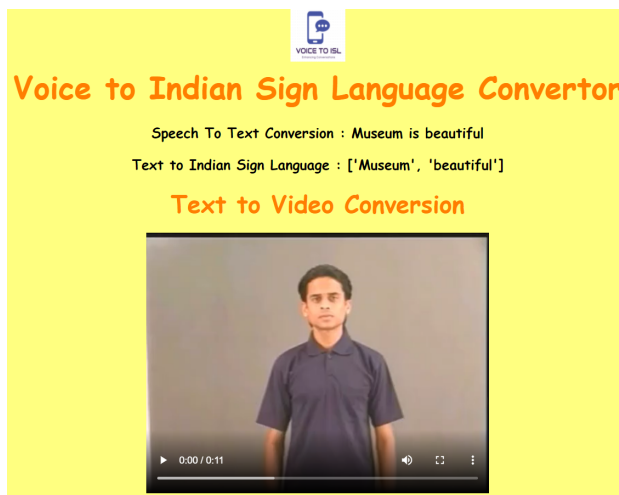 VOICE TO ISL
Voice to Indian Sign Language Convertor
Speech To Text Conversion : Museum is beautiful
Text to Indian Sign Language : ['Museum', 'beautiful']
Text to Video Conversion
0:00 / 0:11